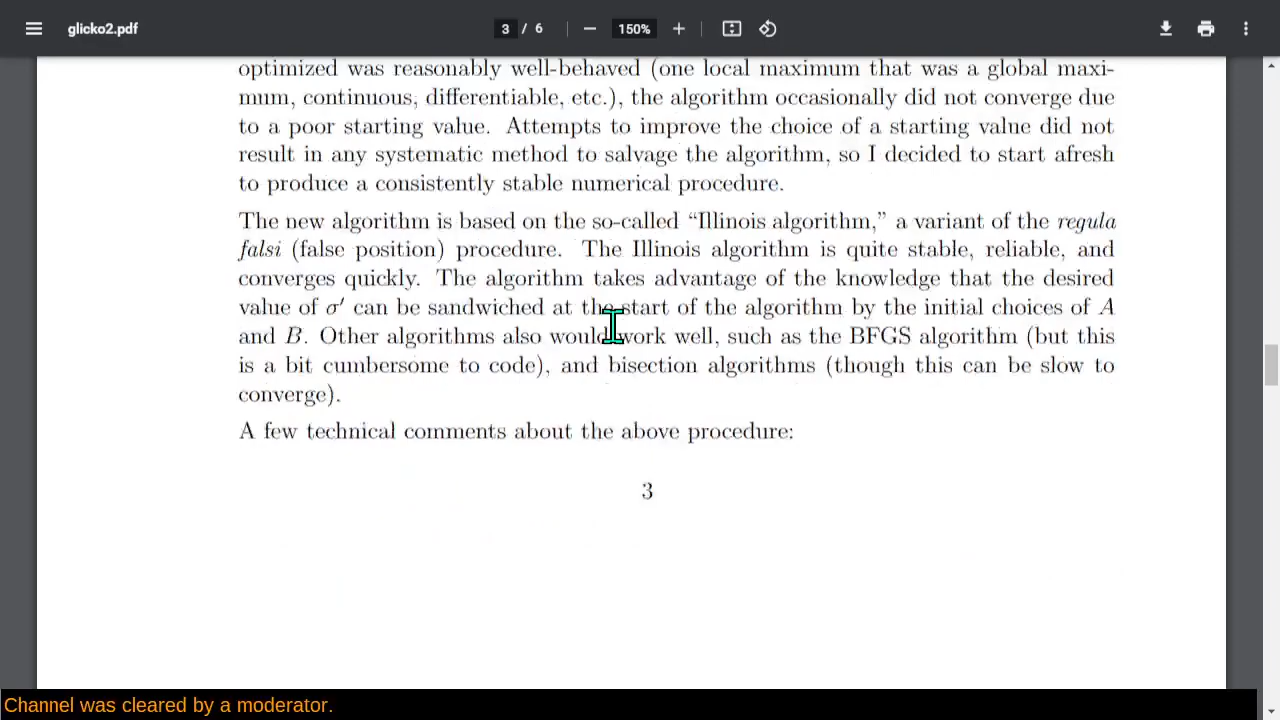 glicko2.pdf
3 / 6
150%
optimized was reasonably well-behaved (one local maximum that was a global maxi-
mum, continuous, differentiable, etc.), the algorithm occasionally did not converge due
to a poor starting value. Attempts to improve the choice of a starting value did not
result in any systematic method to salvage the algorithm, so I decided to start afresh
to produce a consistently stable numerical procedure.
The new algorithm is based on the so-called “Illinois algorithm,” a variant of the regula
falsi (false position) procedure. The Illinois algorithm is quite stable, reliable, and
converges quickly. The algorithm takes advantage of the knowledge that the desired
value of σ′ can be sandwiched at the start of the algorithm by the initial choices of A
and B. Other algorithms also would work well, such as the BFGS algorithm (but this
is a bit cumbersome to code), and bisection algorithms (though this can be slow to
converge).
A few technical comments about the above procedure:
3
Channel was cleared by a moderator.